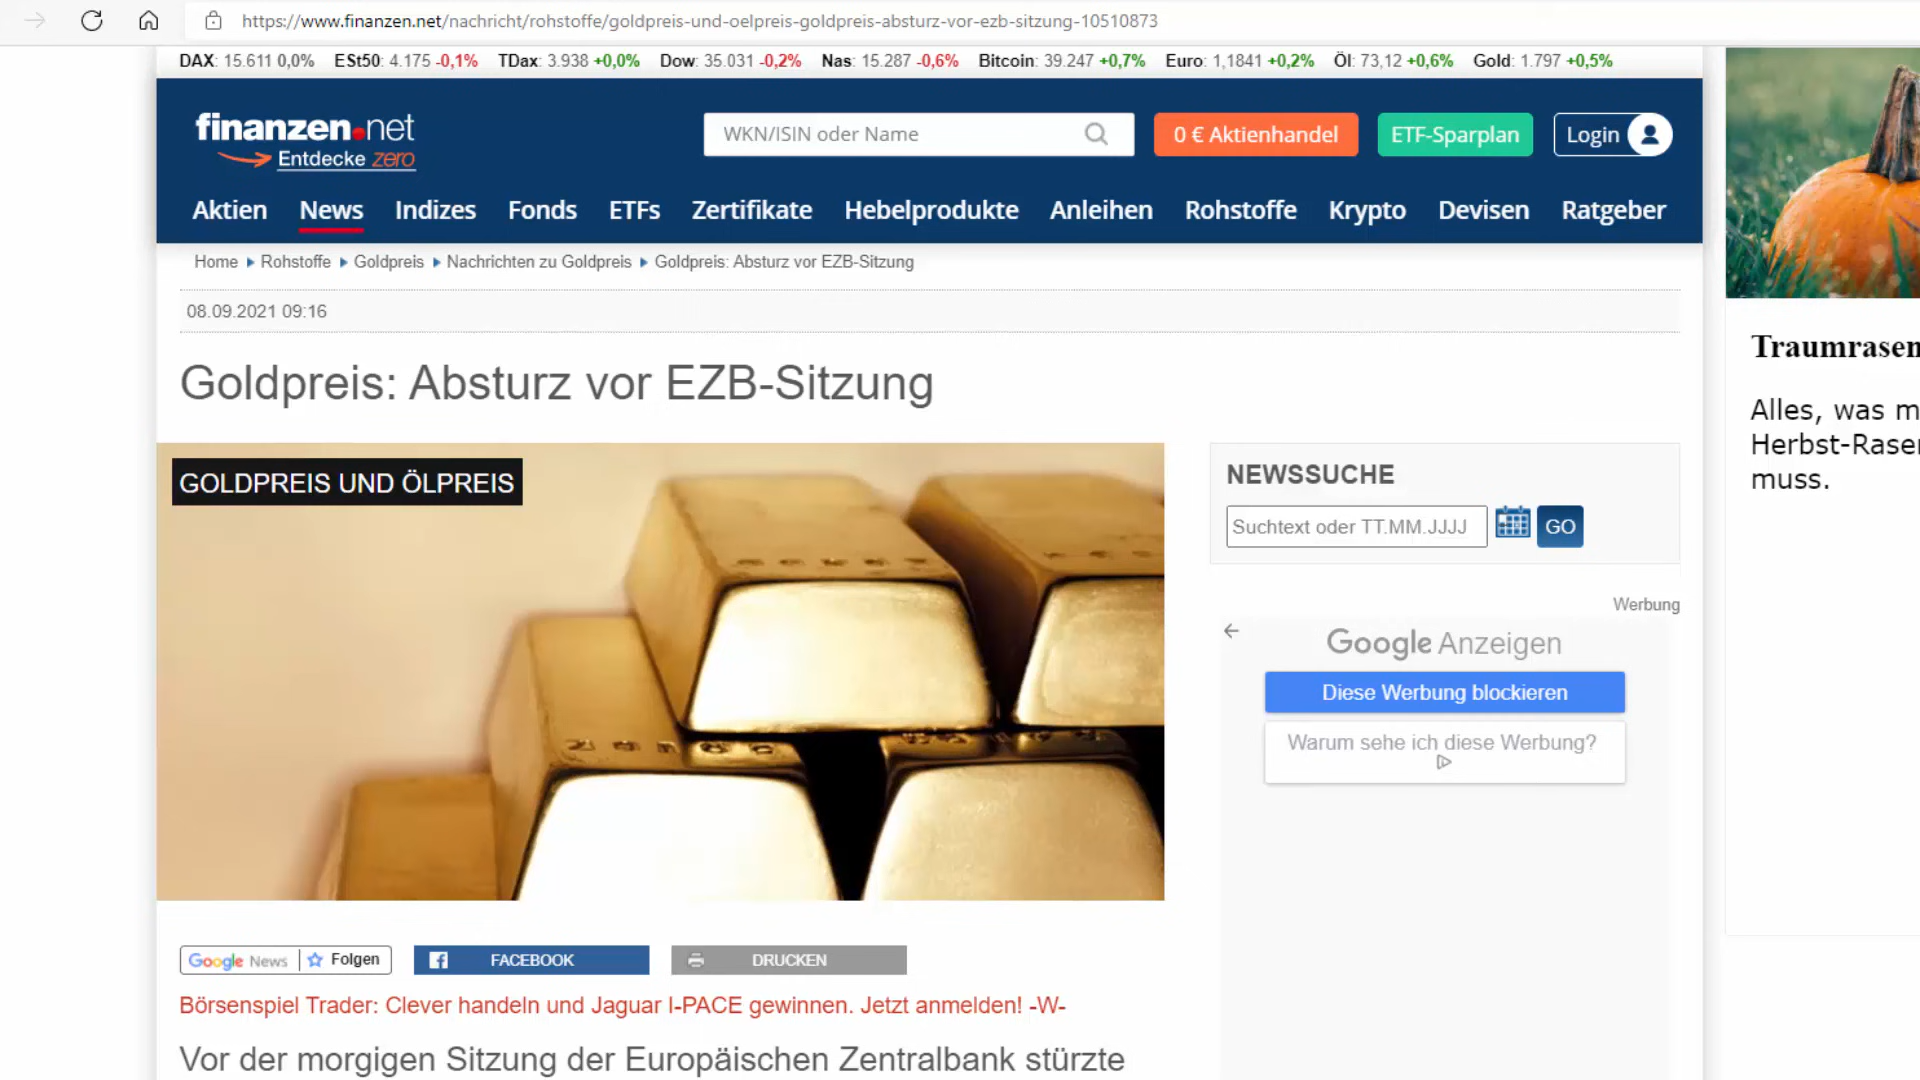 https://www.finanzen.net/nachricht/rohstoffe/goldpreis-und-oelpreis-goldpreis-absturz-vor-ezb-sitzung-10510873
DAX: 15.611 0,0% ESt50: 4.175 -0,1% TDax: 3.938 +0,0% Dow: 35.031 -0,2% Nas: 15.287 -0,6% Bitcoin: 39.247 +0,7% Euro: 1,1841 +0,2% Öl: 73,12 +0,6% Gold: 1.797 +0,5%
finanzen.net
Entdecke zero
WKN/ISIN oder Name
0 € Aktienhandel
ETF-Sparplan
Login
Aktien News Indizes Fonds ETFs Zertifikate Hebelprodukte Anleihen Rohstoffe Krypto Devisen Ratgeber
Home Rohstoffe Goldpreis Nachrichten zu Goldpreis Goldpreis: Absturz vor EZB-Sitzung
08.09.2021 09:16
Goldpreis: Absturz vor EZB-Sitzung
GOLDPREIS UND ÖLPREIS
Google News Folgen
FACEBOOK
DRUCKEN
Börsenspiel Trader: Clever handeln und Jaguar I-PACE gewinnen. Jetzt anmelden! -W-
Vor der morgigen Sitzung der Europäischen Zentralbank stürzte
NEWSSUCHE
Suchtext oder TT.MM.JJJJ
GO
Werbung
Google Anzeigen
Diese Werbung blockieren
Warum sehe ich diese Werbung?
Traumrasen
Alles, was m
Herbst-Rase
muss.